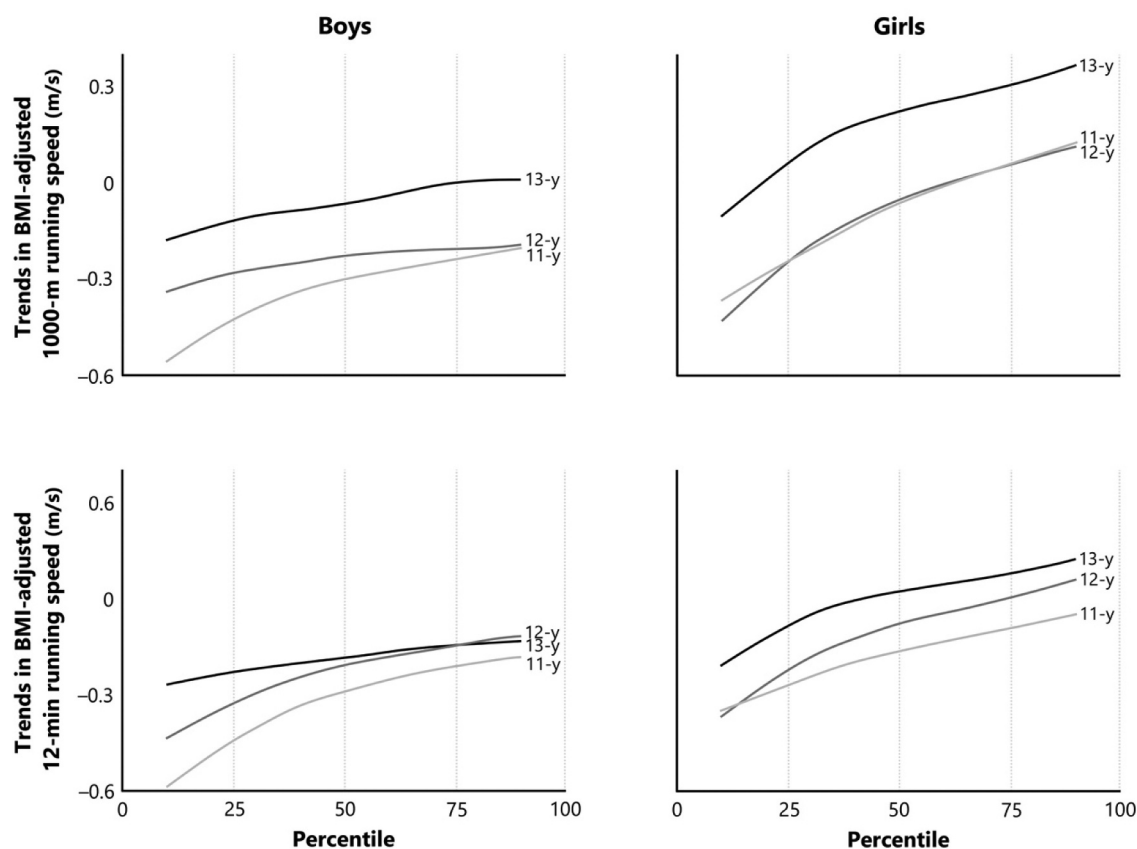 Boys
Girls
Trends in BMI-adjusted
1000-m running speed (m/s)
0.3
0
−0.3
−0.6
13-y
12-y
11-y
13-y
11-y
12-y
Trends in BMI-adjusted
12-min running speed (m/s)
0.6
0
−0.3
−0.6
12-y
13-y
11-y
13-y
12-y
11-y
0 25 50 75 100
0 25 50 75 100
Percentile
Percentile